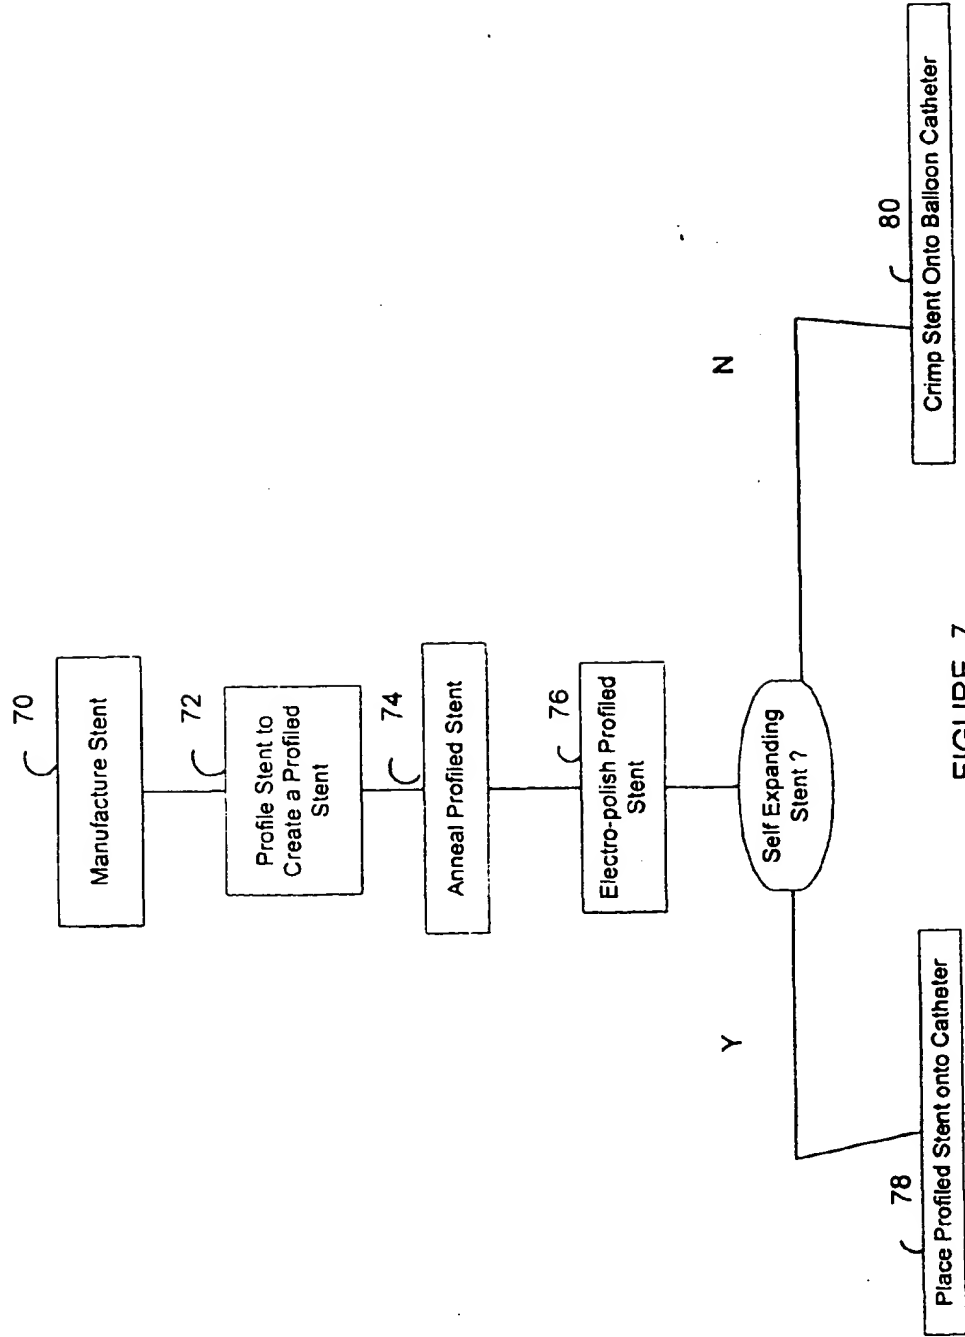 70
Manufacture Stent
72
Profile Stent to
Create a Profiled
Stent
74
Anneal Profiled Stent
76
Electro-polish Profiled
Stent
Self Expanding
Stent ?
Y
N
78
Place Profiled Stent onto Catheter
80
Crimp Stent Onto Balloon Catheter
FIGURE 7